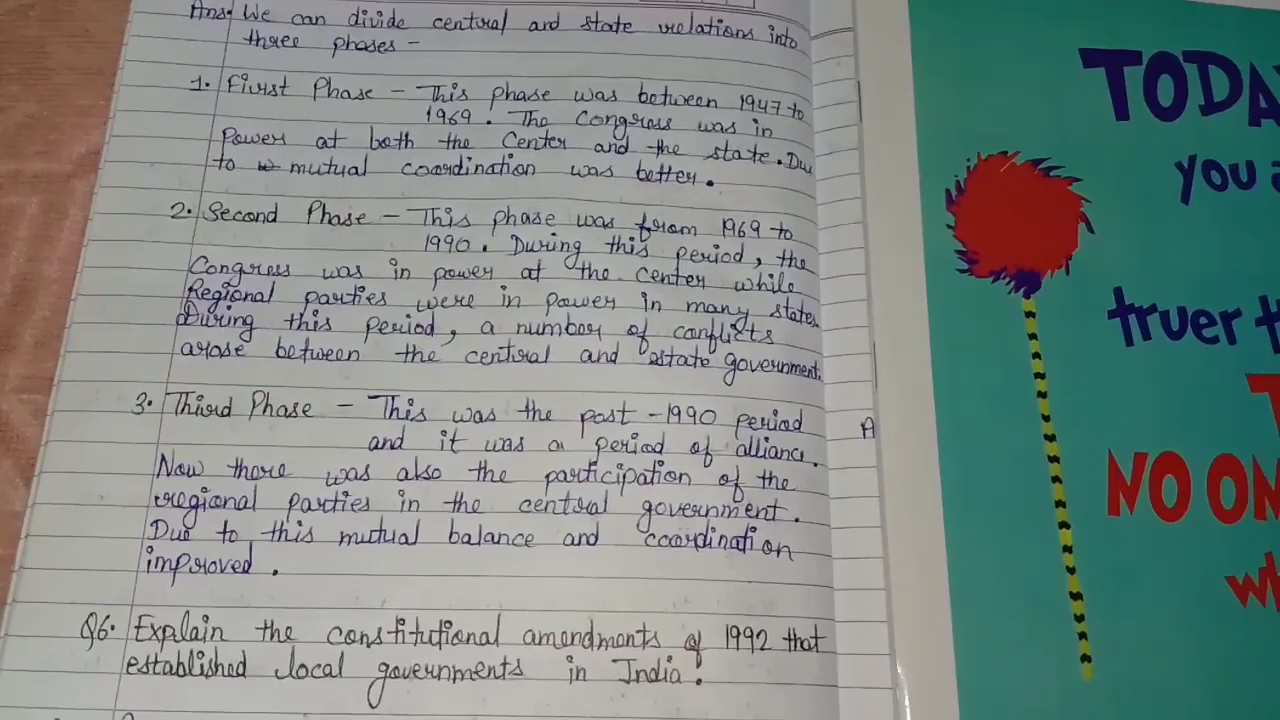 Ans. We can divide central and state relations into
three phases -
1. First Phase - This phase was between 1947 to
1969. The Congress was in
Power at both the Center and the state. Due
to mutual coordination was better.
2. Second Phase - This phase was from 1969 to
1990. During this period, the
Congress was in power at the center while
Regional parties were in power in many states.
During this period, a number of conflicts
arose between the central and state government.
3. Third Phase - This was the post-1990 period
and it was a period of alliance.
Now there was also the participation of the
regional parties in the central government.
Due to this mutual balance and coordination
improved.
Q6. Explain the constitutional amendments of 1992 that
established local governments in India.
A
TODA
you a
truer t
T
NO ON
wh